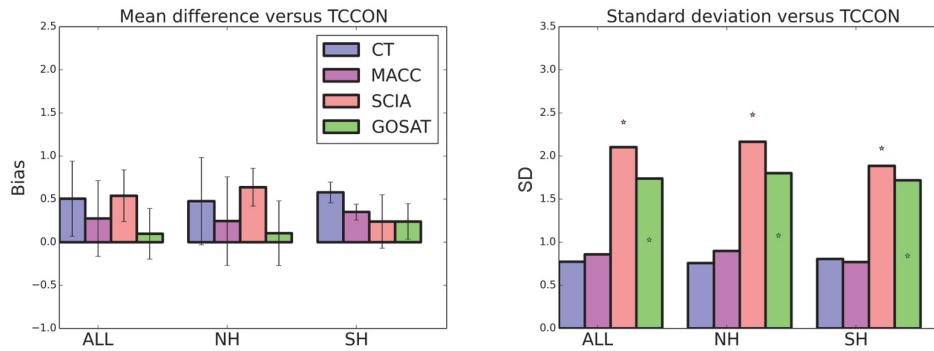 Mean difference versus TCCON
2.5
2.0
1.5
1.0
0.5
0.0
−0.5
−1.0
Bias
CT
MACC
SCIA
GOSAT
ALL
NH
SH
Standard deviation versus TCCON
3.5
3.0
2.5
2.0
1.5
1.0
0.5
0.0
SD
ALL
NH
SH